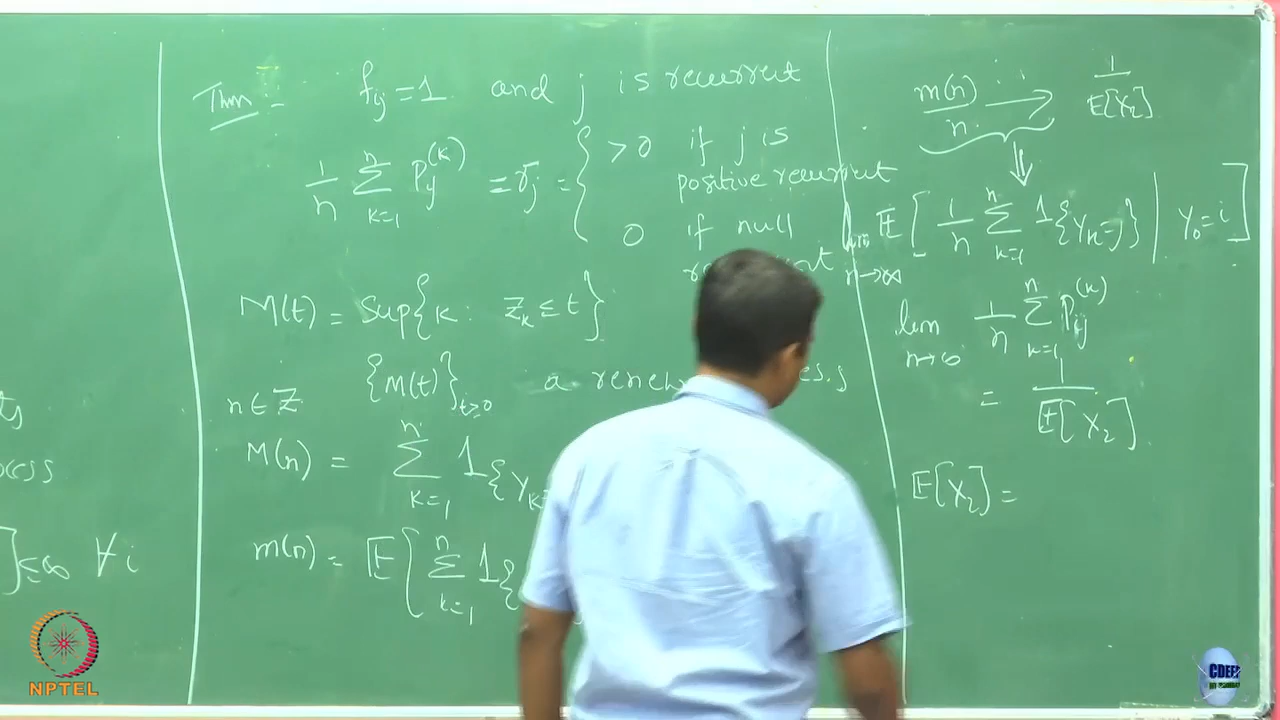 Thm :- f_ij = 1 and j is recurrent
1/n Σ_{k=1}^{n} P_ij^(k) = π_j = { > 0 if j is positive recurrent
0 if null
M(t) = Sup{ k : Z_k ≤ t }
n ∈ Z {M(t)}_{t≥0} a
M(n) = Σ_{k=1}^{n} 1{Y_k=
m(n) = E[ Σ_{k=1}^{n} 1{
] ≤ ∞ ∀ i
m(n)/n → 1/E[X_2]
⇓
lim_{n→∞} E[ 1/n Σ_{k=1}^{n} 1{Y_k=j} | Y_0=i ]
lim_{n→∞} 1/n Σ_{k=1}^{n} P_ij^(k)
= 1/E[X_2]
E[X_2] =
NPTEL
CDEEP